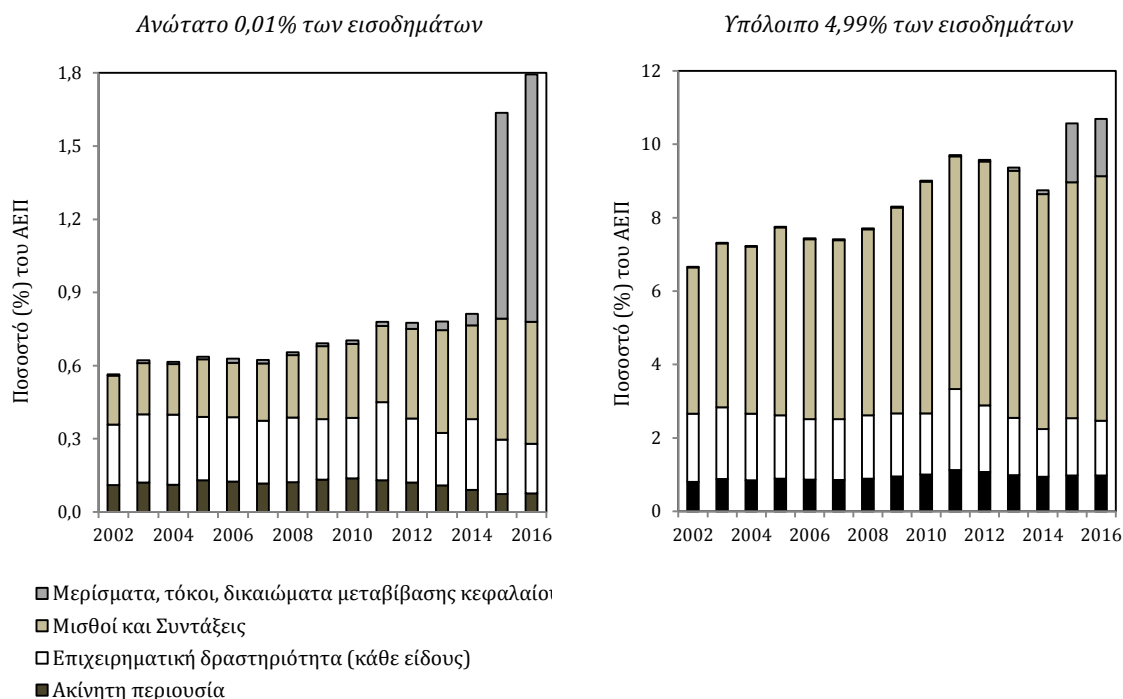 Ανώτατο 0,01% των εισοδημάτων
Υπόλοιπο 4,99% των εισοδημάτων
Ποσοστό (%) του ΑΕΠ
1,8
1,5
1,2
0,9
0,6
0,3
0,0
2002 2004 2006 2008 2010 2012 2014 2016
Ποσοστό (%) του ΑΕΠ
12
10
8
6
4
2
0
2002 2004 2006 2008 2010 2012 2014 2016
Μερίσματα, τόκοι, δικαιώματα μεταβίβασης κεφαλαίου
Μισθοί και Συντάξεις
Επιχειρηματική δραστηριότητα (κάθε είδους)
Ακίνητη περιουσία